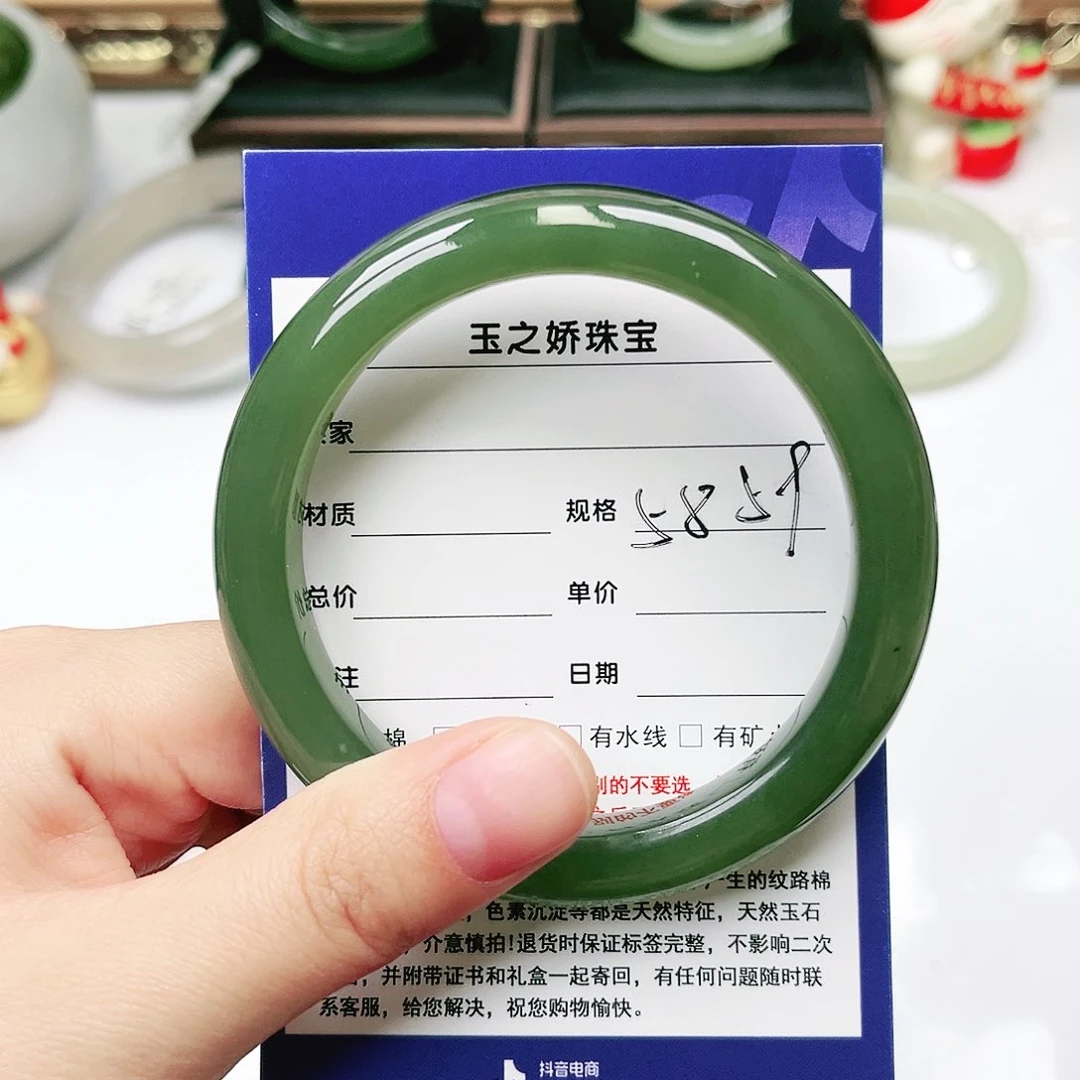 玉之娇珠宝
家
材质 规格 5859
总价 单价
注 日期
棉 □ □有水线 □有矿
别的不要选
生的纹路棉
色素沉淀等都是天然特征，天然玉石
介意慎拍!退货时保证标签完整，不影响二次
并附带证书和礼盒一起寄回，有任何问题随时联
系客服，给您解决，祝您购物愉快。
抖音电商